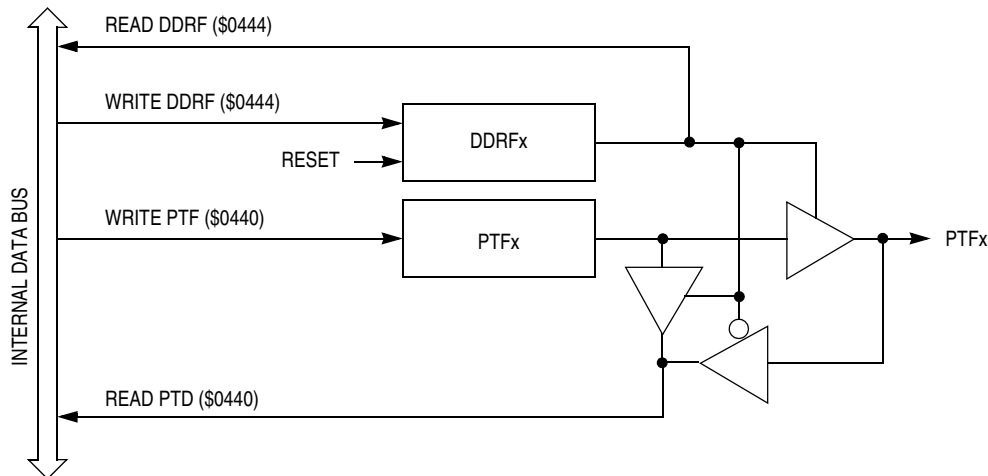 READ DDRF ($0444)
WRITE DDRF ($0444)
DDRFx
RESET
INTERNAL DATA BUS
WRITE PTF ($0440)
PTFx
PTFx
READ PTD ($0440)